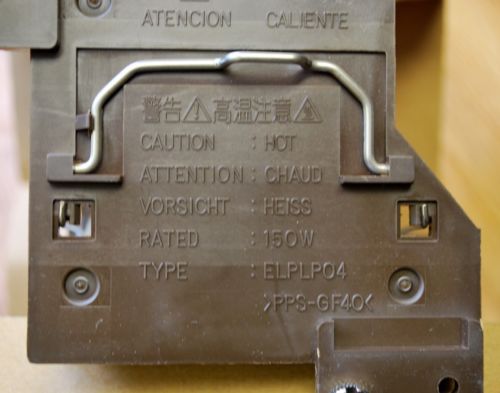 ATENCION CALIENTE
警告⚠高温注意⚠
CAUTION : HOT
ATTENTION : CHAUD
VORSICHT : HEISS
RATED : 150W
TYPE : ELPLP04
>PPS-GF40<